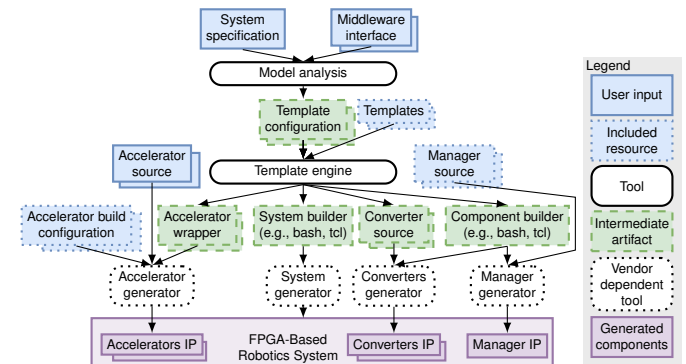 System
specification
Middleware
interface
Model analysis
Template
configuration
Templates
Accelerator
source
Template engine
Manager
source
Accelerator build
configuration
Accelerator
wrapper
System builder
(e.g., bash, tcl)
Converter
source
Component builder
(e.g., bash, tcl)
Accelerator
generator
System
generator
Converters
generator
Manager
generator
Accelerators IP
FPGA-Based
Robotics System
Converters IP
Manager IP
Legend
User input
Included
resource
Tool
Intermediate
artifact
Vendor
dependent
tool
Generated
components